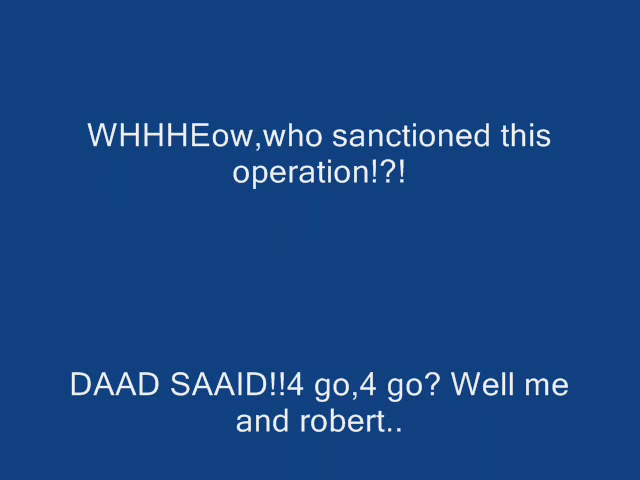 WHHHEow,who sanctioned this
operation!?!
DAAD SAAID!!4 go,4 go? Well me
and robert..